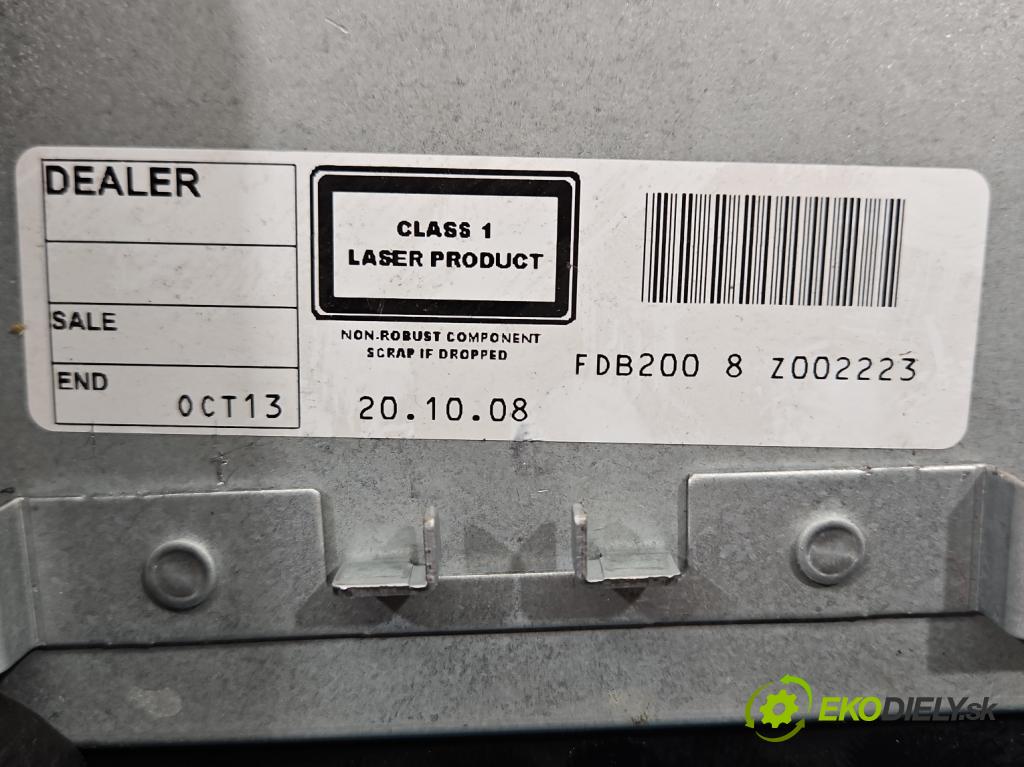 DEALER
SALE
END
OCT13
CLASS 1
LASER PRODUCT
NON-ROBUST COMPONENT
SCRAP IF DROPPED
20.10.08
FDB200 8 Z002223
EKODIELY.sk